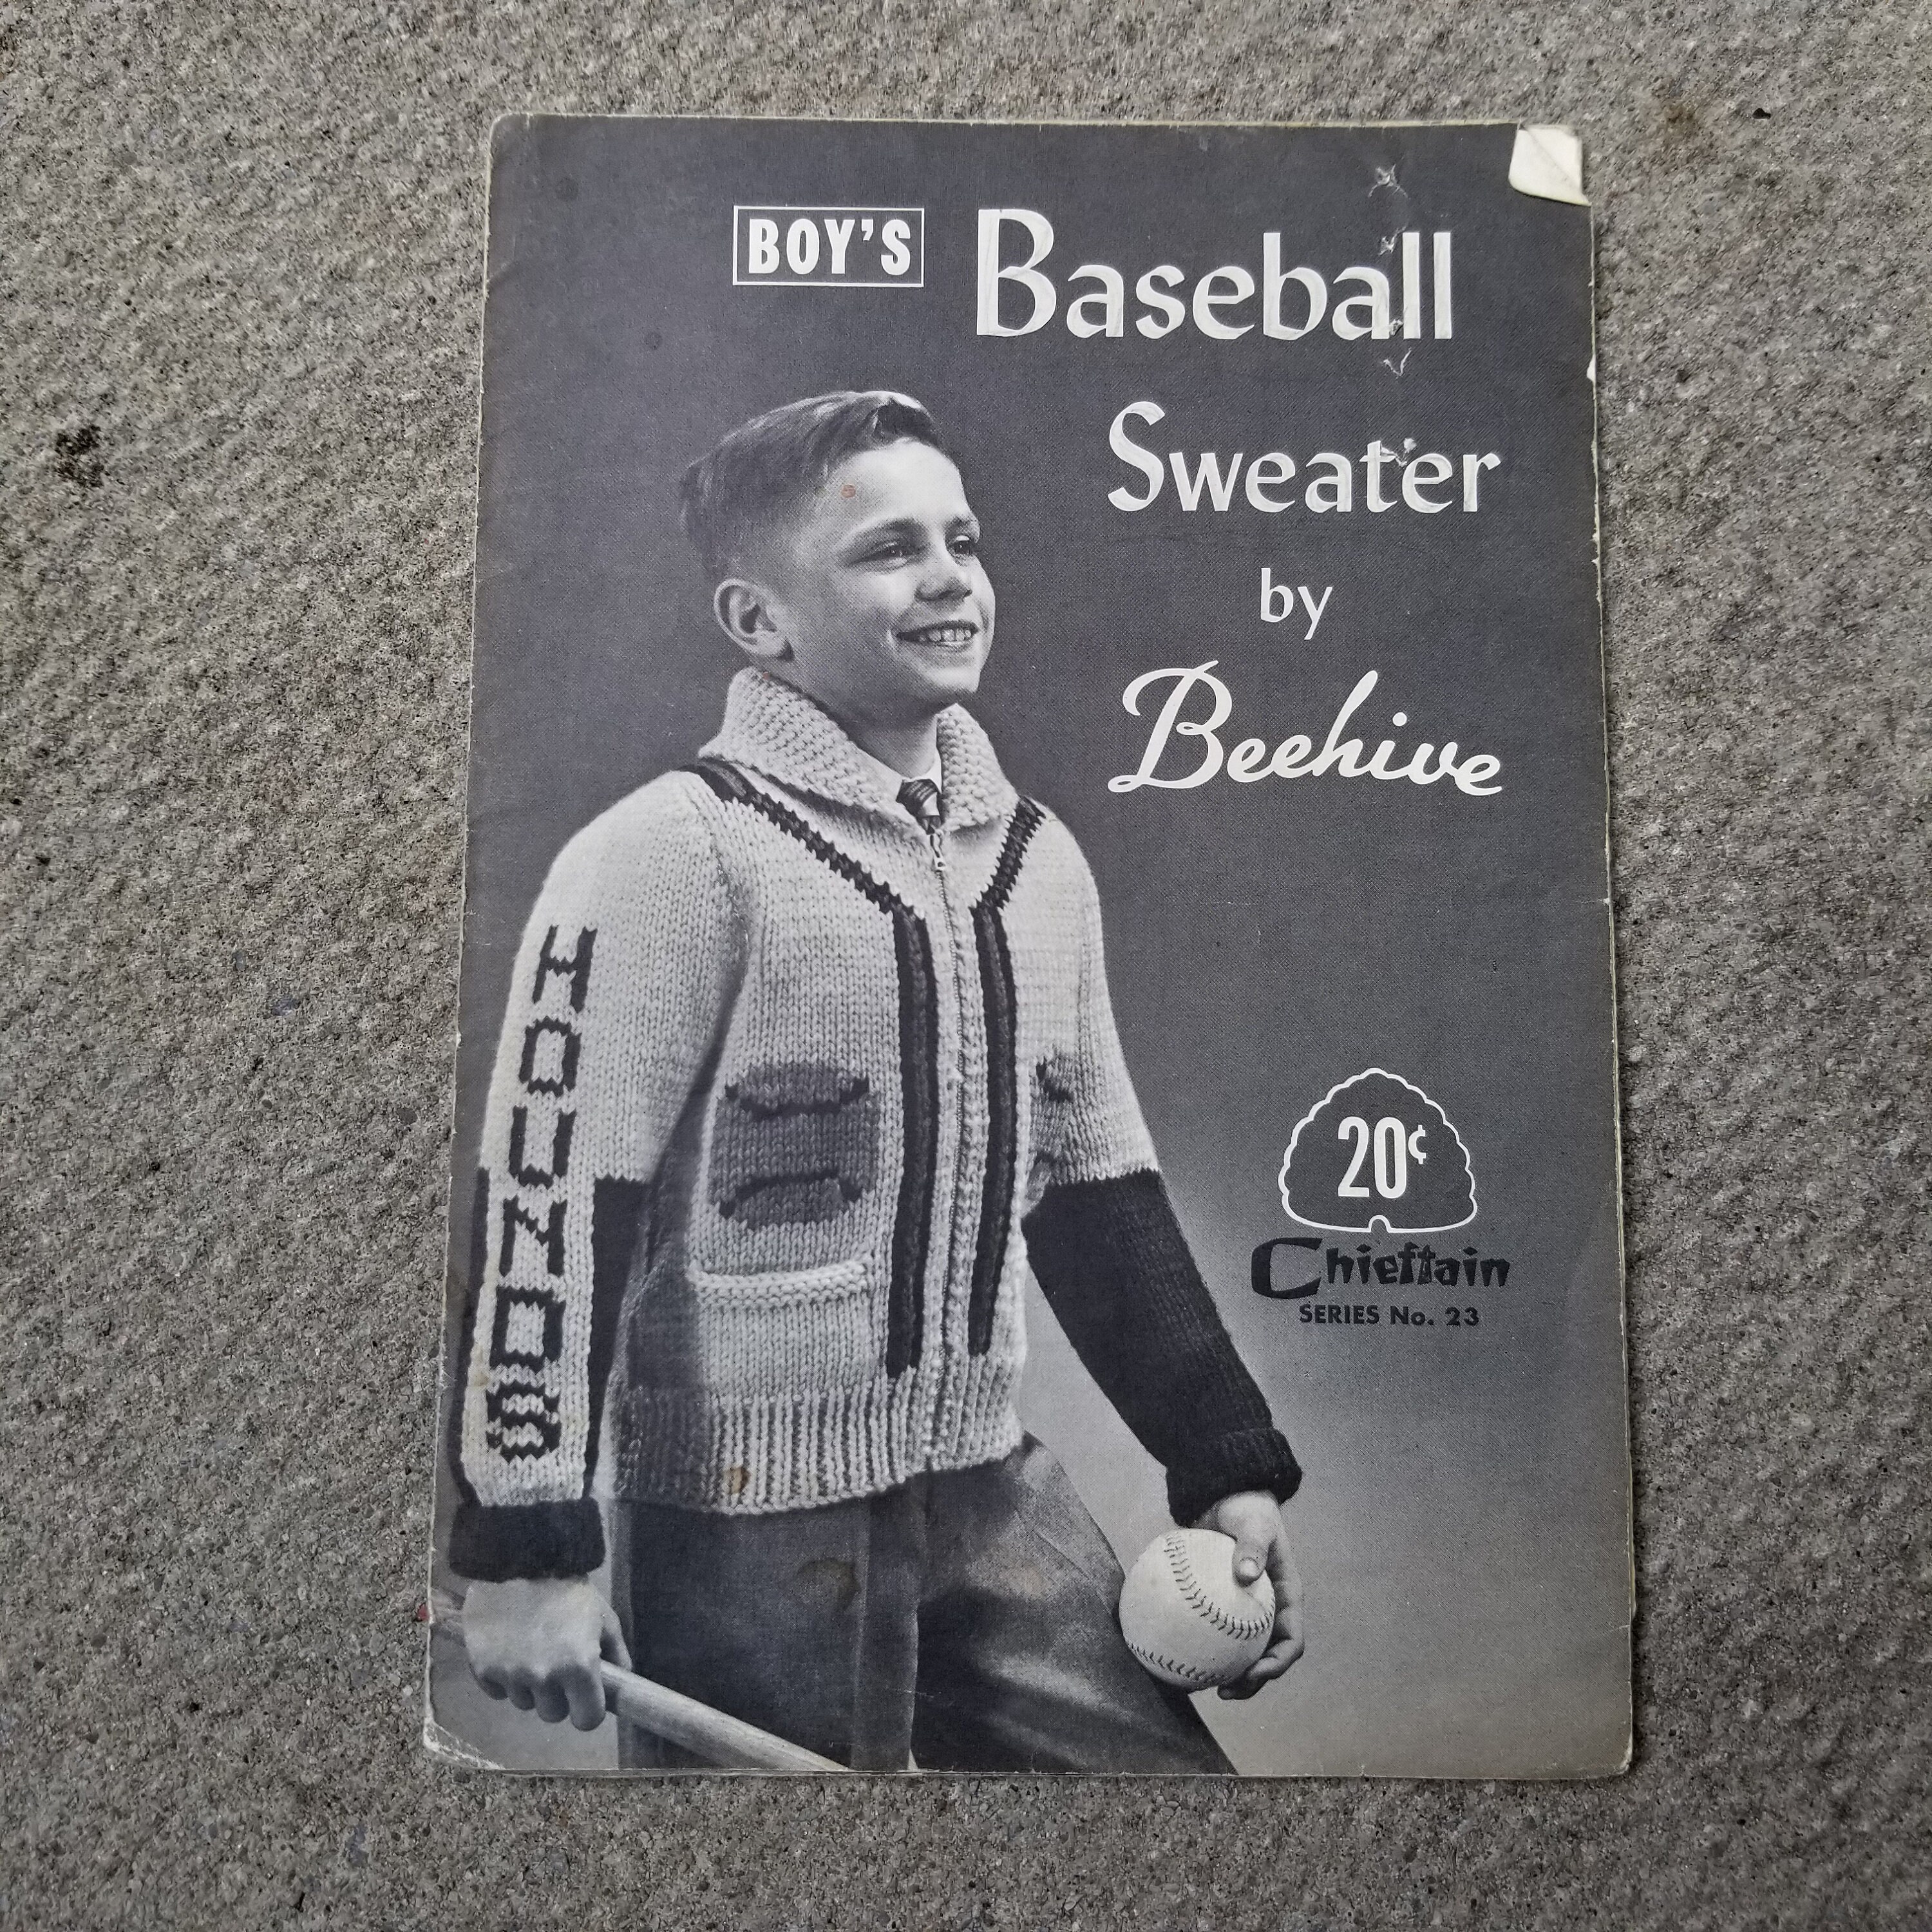 BOY'S Baseball
Sweater
by
Beehive
HOUNDS
20¢
Chieftain
SERIES No. 23